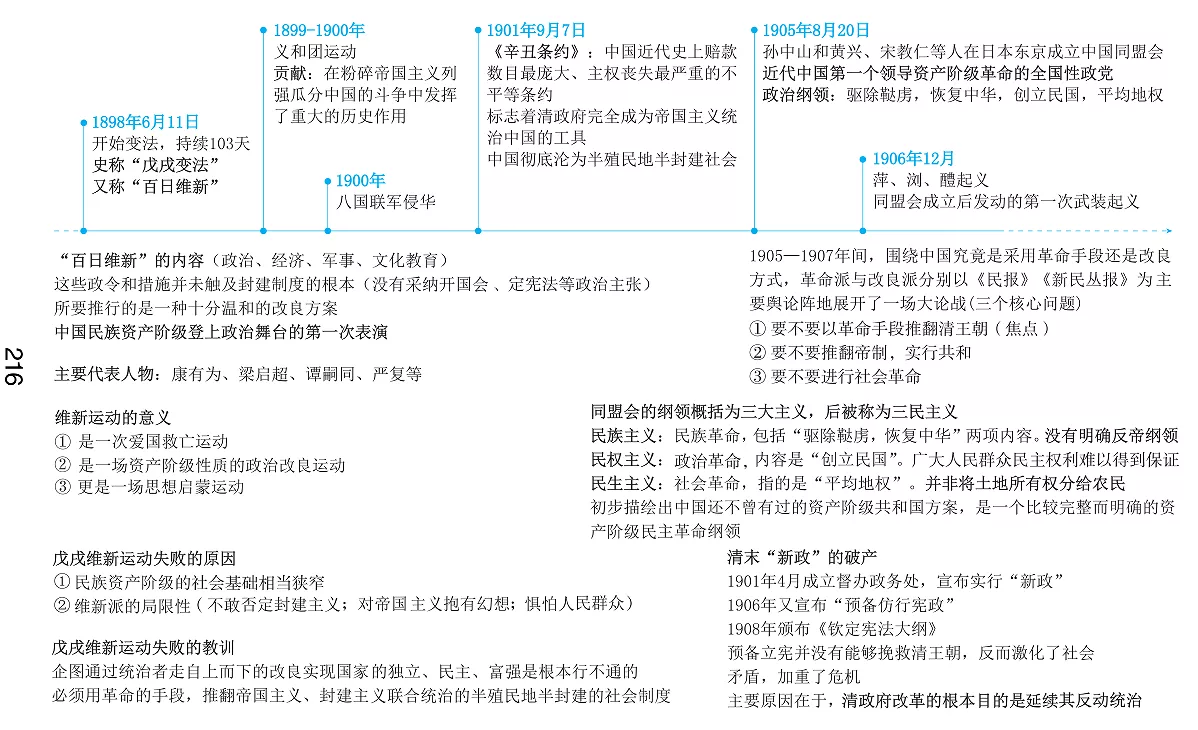 1898年6月11日
开始变法，持续103天
史称“戊戌变法”
又称“百日维新”
1899-1900年
义和团运动
贡献：在粉碎帝国主义列
强瓜分中国的斗争中发挥
了重大的历史作用
1900年
八国联军侵华
1901年9月7日
《辛丑条约》：中国近代史上赔款
数目最庞大、主权丧失最严重的不
平等条约
标志着清政府完全成为帝国主义统
治中国的工具
中国彻底沦为半殖民地半封建社会
1905年8月20日
孙中山和黄兴、宋教仁等人在日本东京成立中国同盟会
近代中国第一个领导资产阶级革命的全国性政党
政治纲领：驱除鞑虏，恢复中华，创立民国，平均地权
1906年12月
萍、浏、醴起义
同盟会成立后发动的第一次武装起义
“百日维新”的内容（政治、经济、军事、文化教育）
这些政令和措施并未触及封建制度的根本（没有采纳开国会、定宪法等政治主张）
所要推行的是一种十分温和的改良方案
中国民族资产阶级登上政治舞台的第一次表演
主要代表人物：康有为、梁启超、谭嗣同、严复等
维新运动的意义
① 是一次爱国救亡运动
② 是一场资产阶级性质的政治改良运动
③ 更是一场思想启蒙运动
戊戌维新运动失败的原因
①民族资产阶级的社会基础相当狭窄
②维新派的局限性（不敢否定封建主义；对帝国主义抱有幻想；惧怕人民群众）
戊戌维新运动失败的教训
企图通过统治者走自上而下的改良实现国家的独立、民主、富强是根本行不通的
必须用革命的手段，推翻帝国主义、封建主义联合统治的半殖民地半封建的社会制度
1905—1907年间，围绕中国究竟是采用革命手段还是改良
方式，革命派与改良派分别以《民报》《新民丛报》为主
要舆论阵地展开了一场大论战(三个核心问题)
① 要不要以革命手段推翻清王朝（焦点）
② 要不要推翻帝制，实行共和
③ 要不要进行社会革命
同盟会的纲领概括为三大主义，后被称为三民主义
民族主义：民族革命，包括“驱除鞑虏，恢复中华”两项内容。没有明确反帝纲领
民权主义：政治革命，内容是“创立民国”。广大人民群众民主权利难以得到保证
民生主义：社会革命，指的是“平均地权”。并非将土地所有权分给农民
初步描绘出中国还不曾有过的资产阶级共和国方案，是一个比较完整而明确的资
产阶级民主革命纲领
清末“新政”的破产
1901年4月成立督办政务处，宣布实行“新政”
1906年又宣布“预备仿行宪政”
1908年颁布《钦定宪法大纲》
预备立宪并没有能够挽救清王朝，反而激化了社会
矛盾，加重了危机
主要原因在于，清政府改革的根本目的是延续其反动统治
216